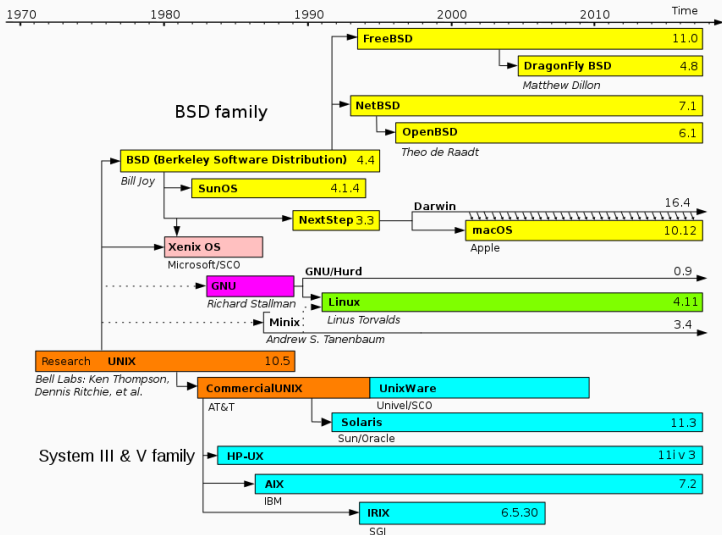 1970 1980 1990 2000 2010 Time
FreeBSD 11.0
DragonFly BSD 4.8
Matthew Dillon
BSD family
NetBSD 7.1
OpenBSD 6.1
Theo de Raadt
BSD (Berkeley Software Distribution) 4.4
Bill Joy
SunOS 4.1.4
Darwin 16.4
NextStep 3.3
macOS 10.12
Apple
Xenix OS
Microsoft/SCO
GNU/Hurd 0.9
GNU
Richard Stallman
Linux 4.11
Linus Torvalds
Minix 3.4
Andrew S. Tanenbaum
Research UNIX 10.5
Bell Labs: Ken Thompson,
Dennis Ritchie, et al.
CommercialUNIX UnixWare
AT&T Univel/SCO
Solaris 11.3
Sun/Oracle
System III & V family
HP-UX 11i v 3
AIX 7.2
IBM
IRIX 6.5.30
SGI